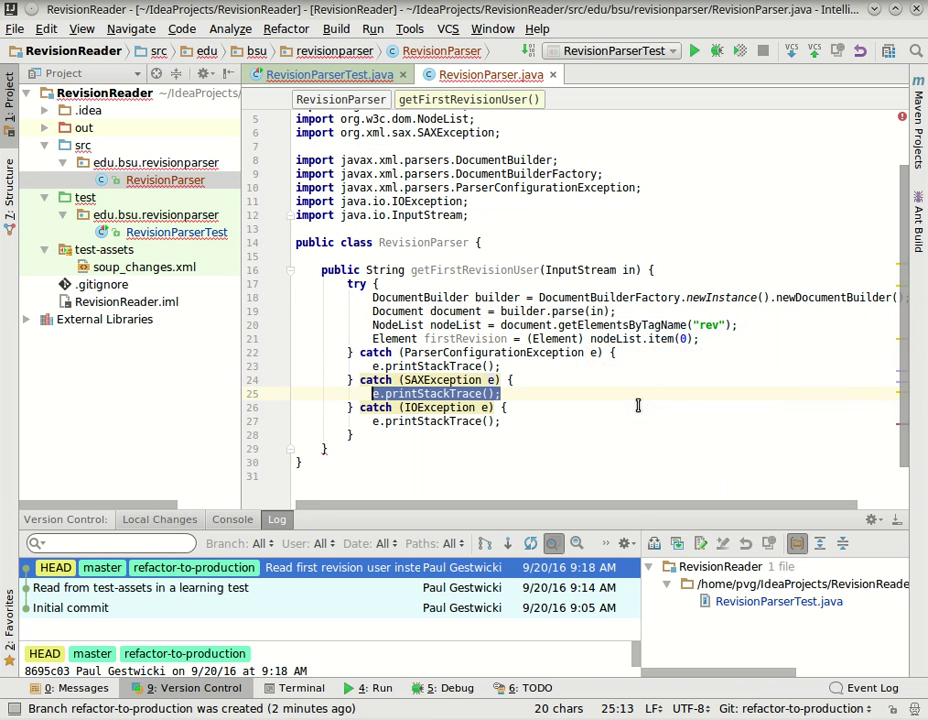 RevisionReader - [~/IdeaProjects/RevisionReader] - [RevisionReader] - ~/IdeaProjects/RevisionReader/src/edu/bsu/revisionparser/RevisionParser.java - Intelli...
File Edit View Navigate Code Analyze Refactor Build Run Tools VCS Window Help
RevisionReader src edu bsu revisionparser RevisionParser RevisionParserTest VCS VCS
Project RevisionParserTest.java RevisionParser.java
RevisionParser getFirstRevisionUser()
RevisionReader ~/IdeaProjects/
.idea
out
src
edu.bsu.revisionparser
RevisionParser
test
edu.bsu.revisionparser
RevisionParserTest
test-assets
soup_changes.xml
.gitignore
RevisionReader.iml
External Libraries
1: Project
7: Structure
2: Favorites
Maven Projects
Ant Build
5 import org.w3c.dom.NodeList;
6 import org.xml.sax.SAXException;
7
8 import javax.xml.parsers.DocumentBuilder;
9 import javax.xml.parsers.DocumentBuilderFactory;
10 import javax.xml.parsers.ParserConfigurationException;
11 import java.io.IOException;
12 import java.io.InputStream;
13
14 public class RevisionParser {
15
16 public String getFirstRevisionUser(InputStream in) {
17 try {
18 DocumentBuilder builder = DocumentBuilderFactory.newInstance().newDocumentBuilder();
19 Document document = builder.parse(in);
20 NodeList nodeList = document.getElementsByTagName("rev");
21 Element firstRevision = (Element) nodeList.item(0);
22 } catch (ParserConfigurationException e) {
23 e.printStackTrace();
24 } catch (SAXException e) {
25 e.printStackTrace();
26 } catch (IOException e) {
27 e.printStackTrace();
28 }
29 }
30 }
31
Version Control: Local Changes Console Log
Branch: All User: All Date: All Paths: All
HEAD master refactor-to-production Read first revision user inste Paul Gestwicki 9/20/16 9:18 AM
Read from test-assets in a learning test Paul Gestwicki 9/20/16 9:14 AM
Initial commit Paul Gestwicki 9/20/16 9:05 AM
HEAD master refactor-to-production
8695c03 Paul Gestwicki on 9/20/16 at 9:18 AM
RevisionReader 1 file
/home/pvg/IdeaProjects/RevisionReade
RevisionParserTest.java
0: Messages 9: Version Control Terminal 4: Run 5: Debug 6: TODO Event Log
Branch refactor-to-production was created (2 minutes ago) 20 chars 25:13 LF UTF-8 Git: refactor-to-production